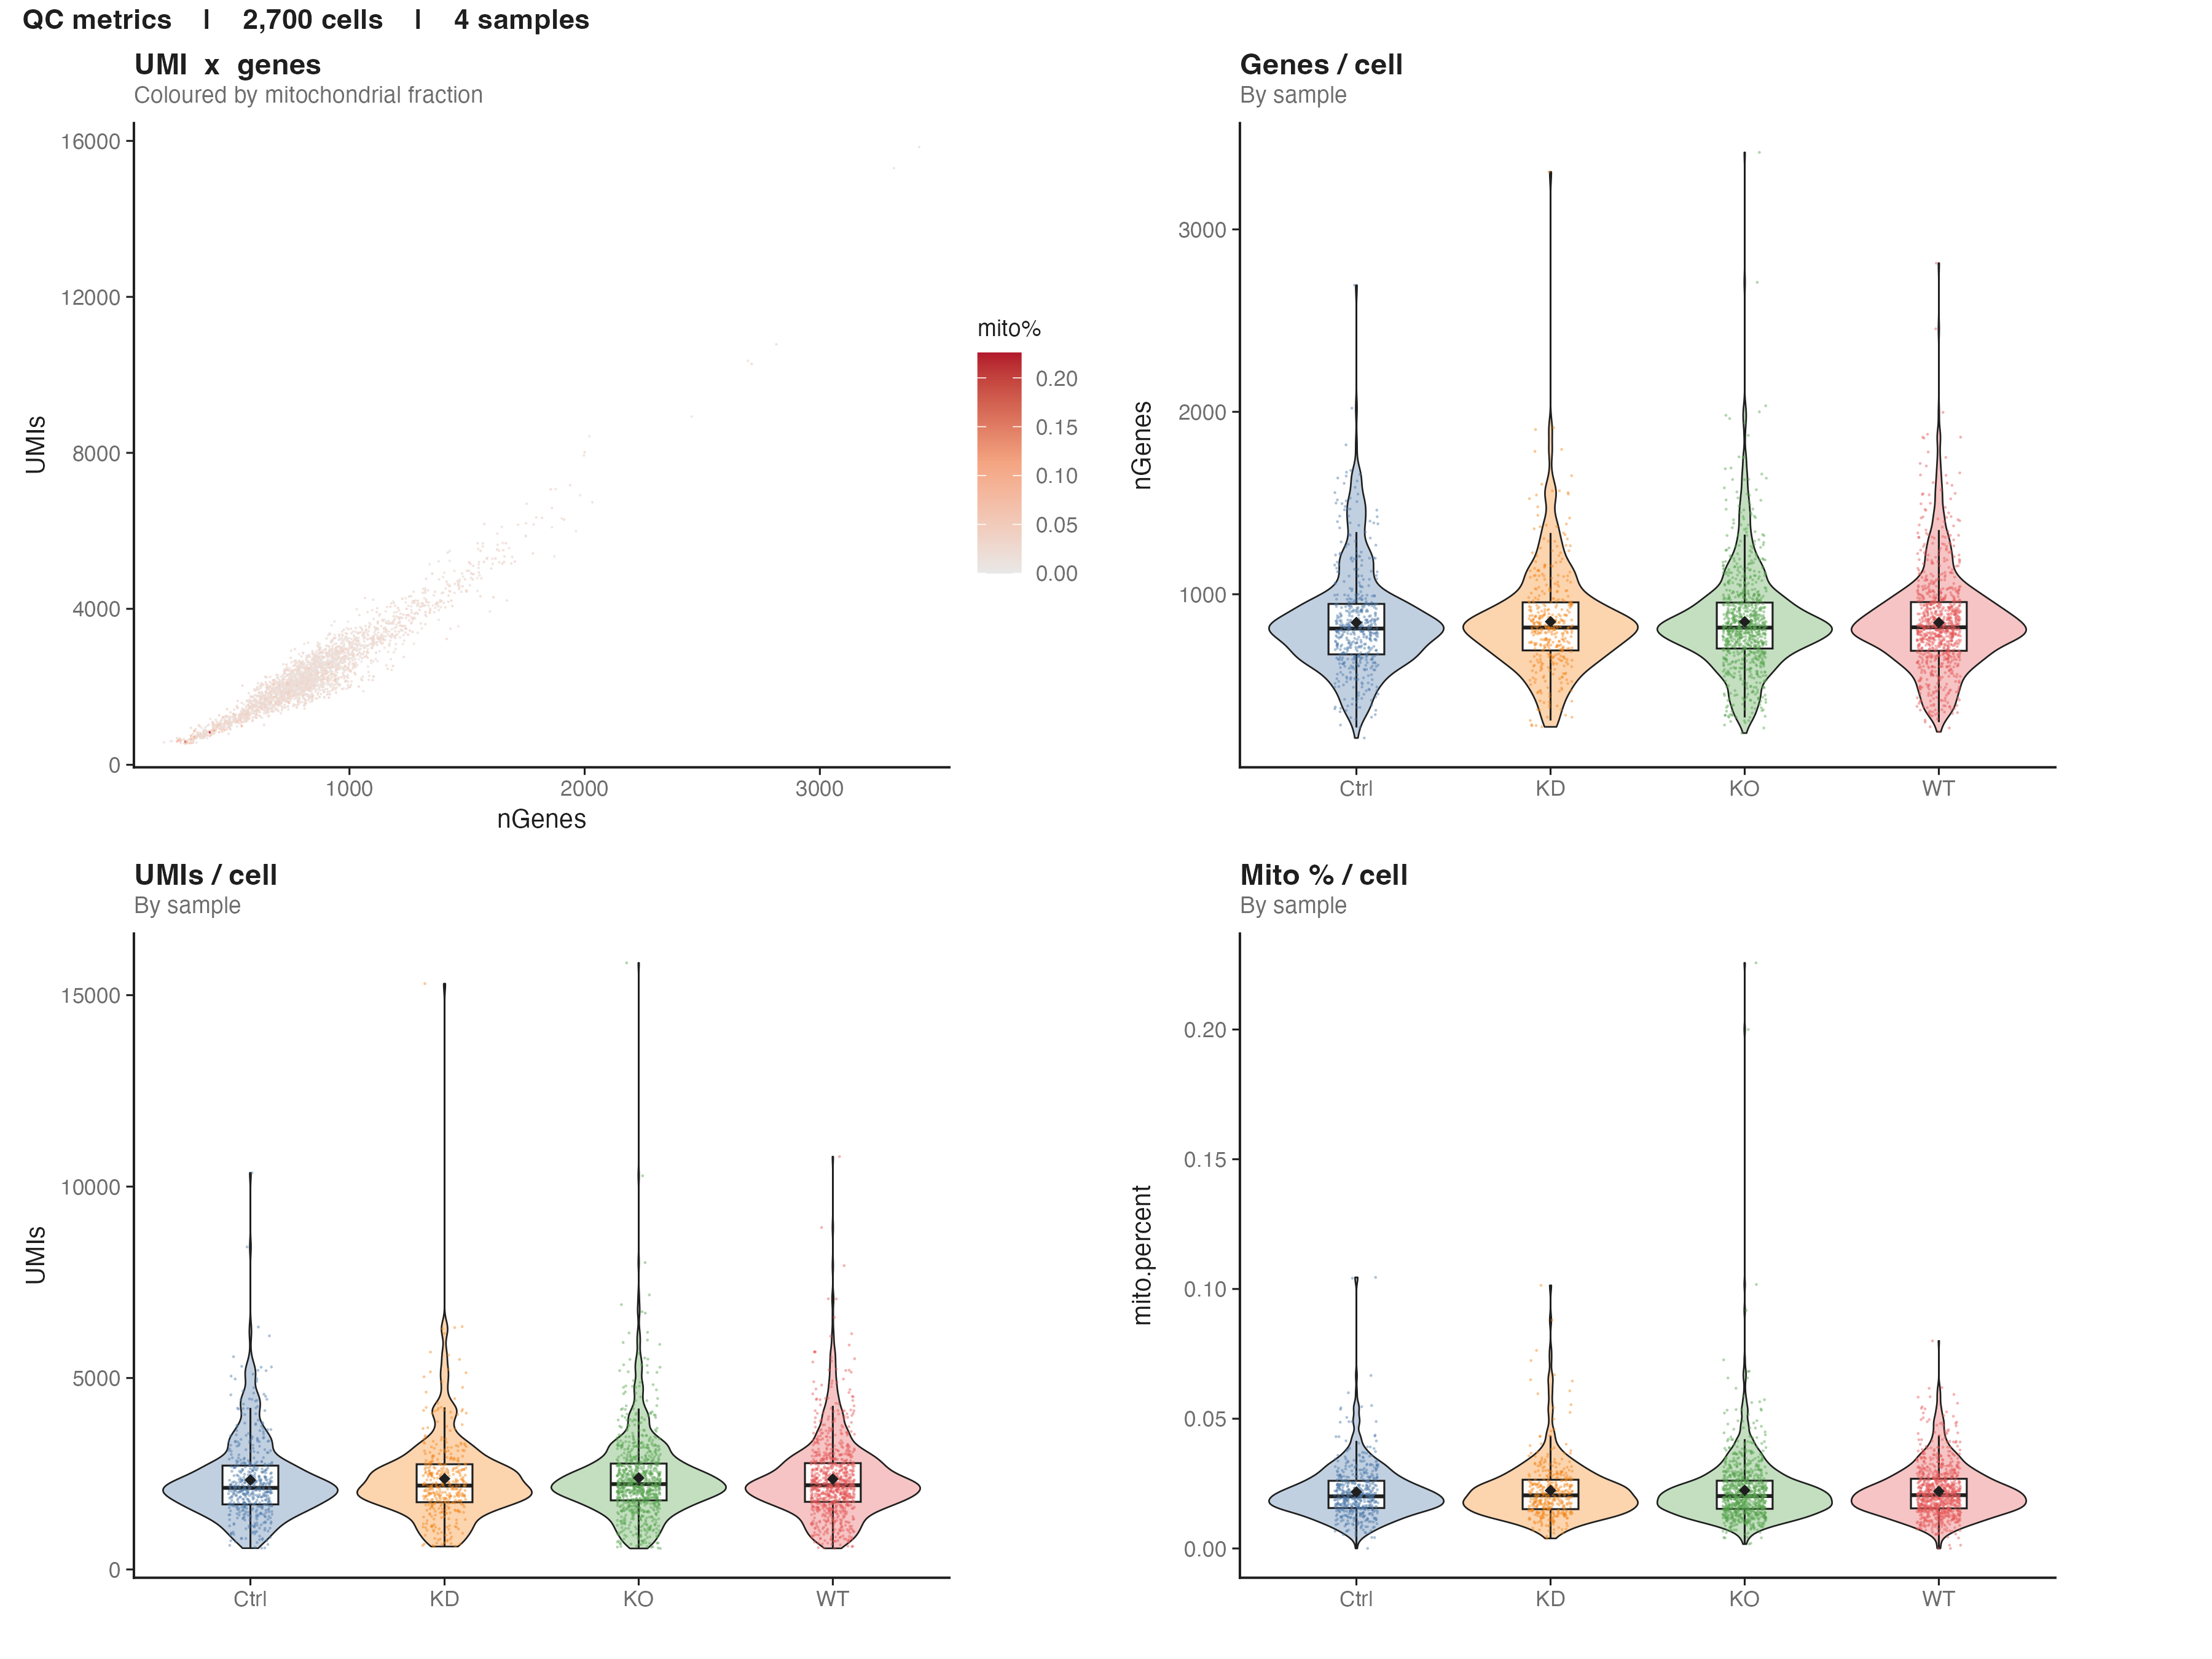 QC metrics | 2,700 cells | 4 samples
UMI x genes
Coloured by mitochondrial fraction
16000
12000
8000
4000
0
UMIs
1000 2000 3000
nGenes
mito%
0.20
0.15
0.10
0.05
0.00
Genes / cell
By sample
3000
2000
1000
nGenes
Ctrl KD KO WT
UMIs / cell
By sample
15000
10000
5000
0
UMIs
Ctrl KD KO WT
Mito % / cell
By sample
0.20
0.15
0.10
0.05
0.00
mito.percent
Ctrl KD KO WT